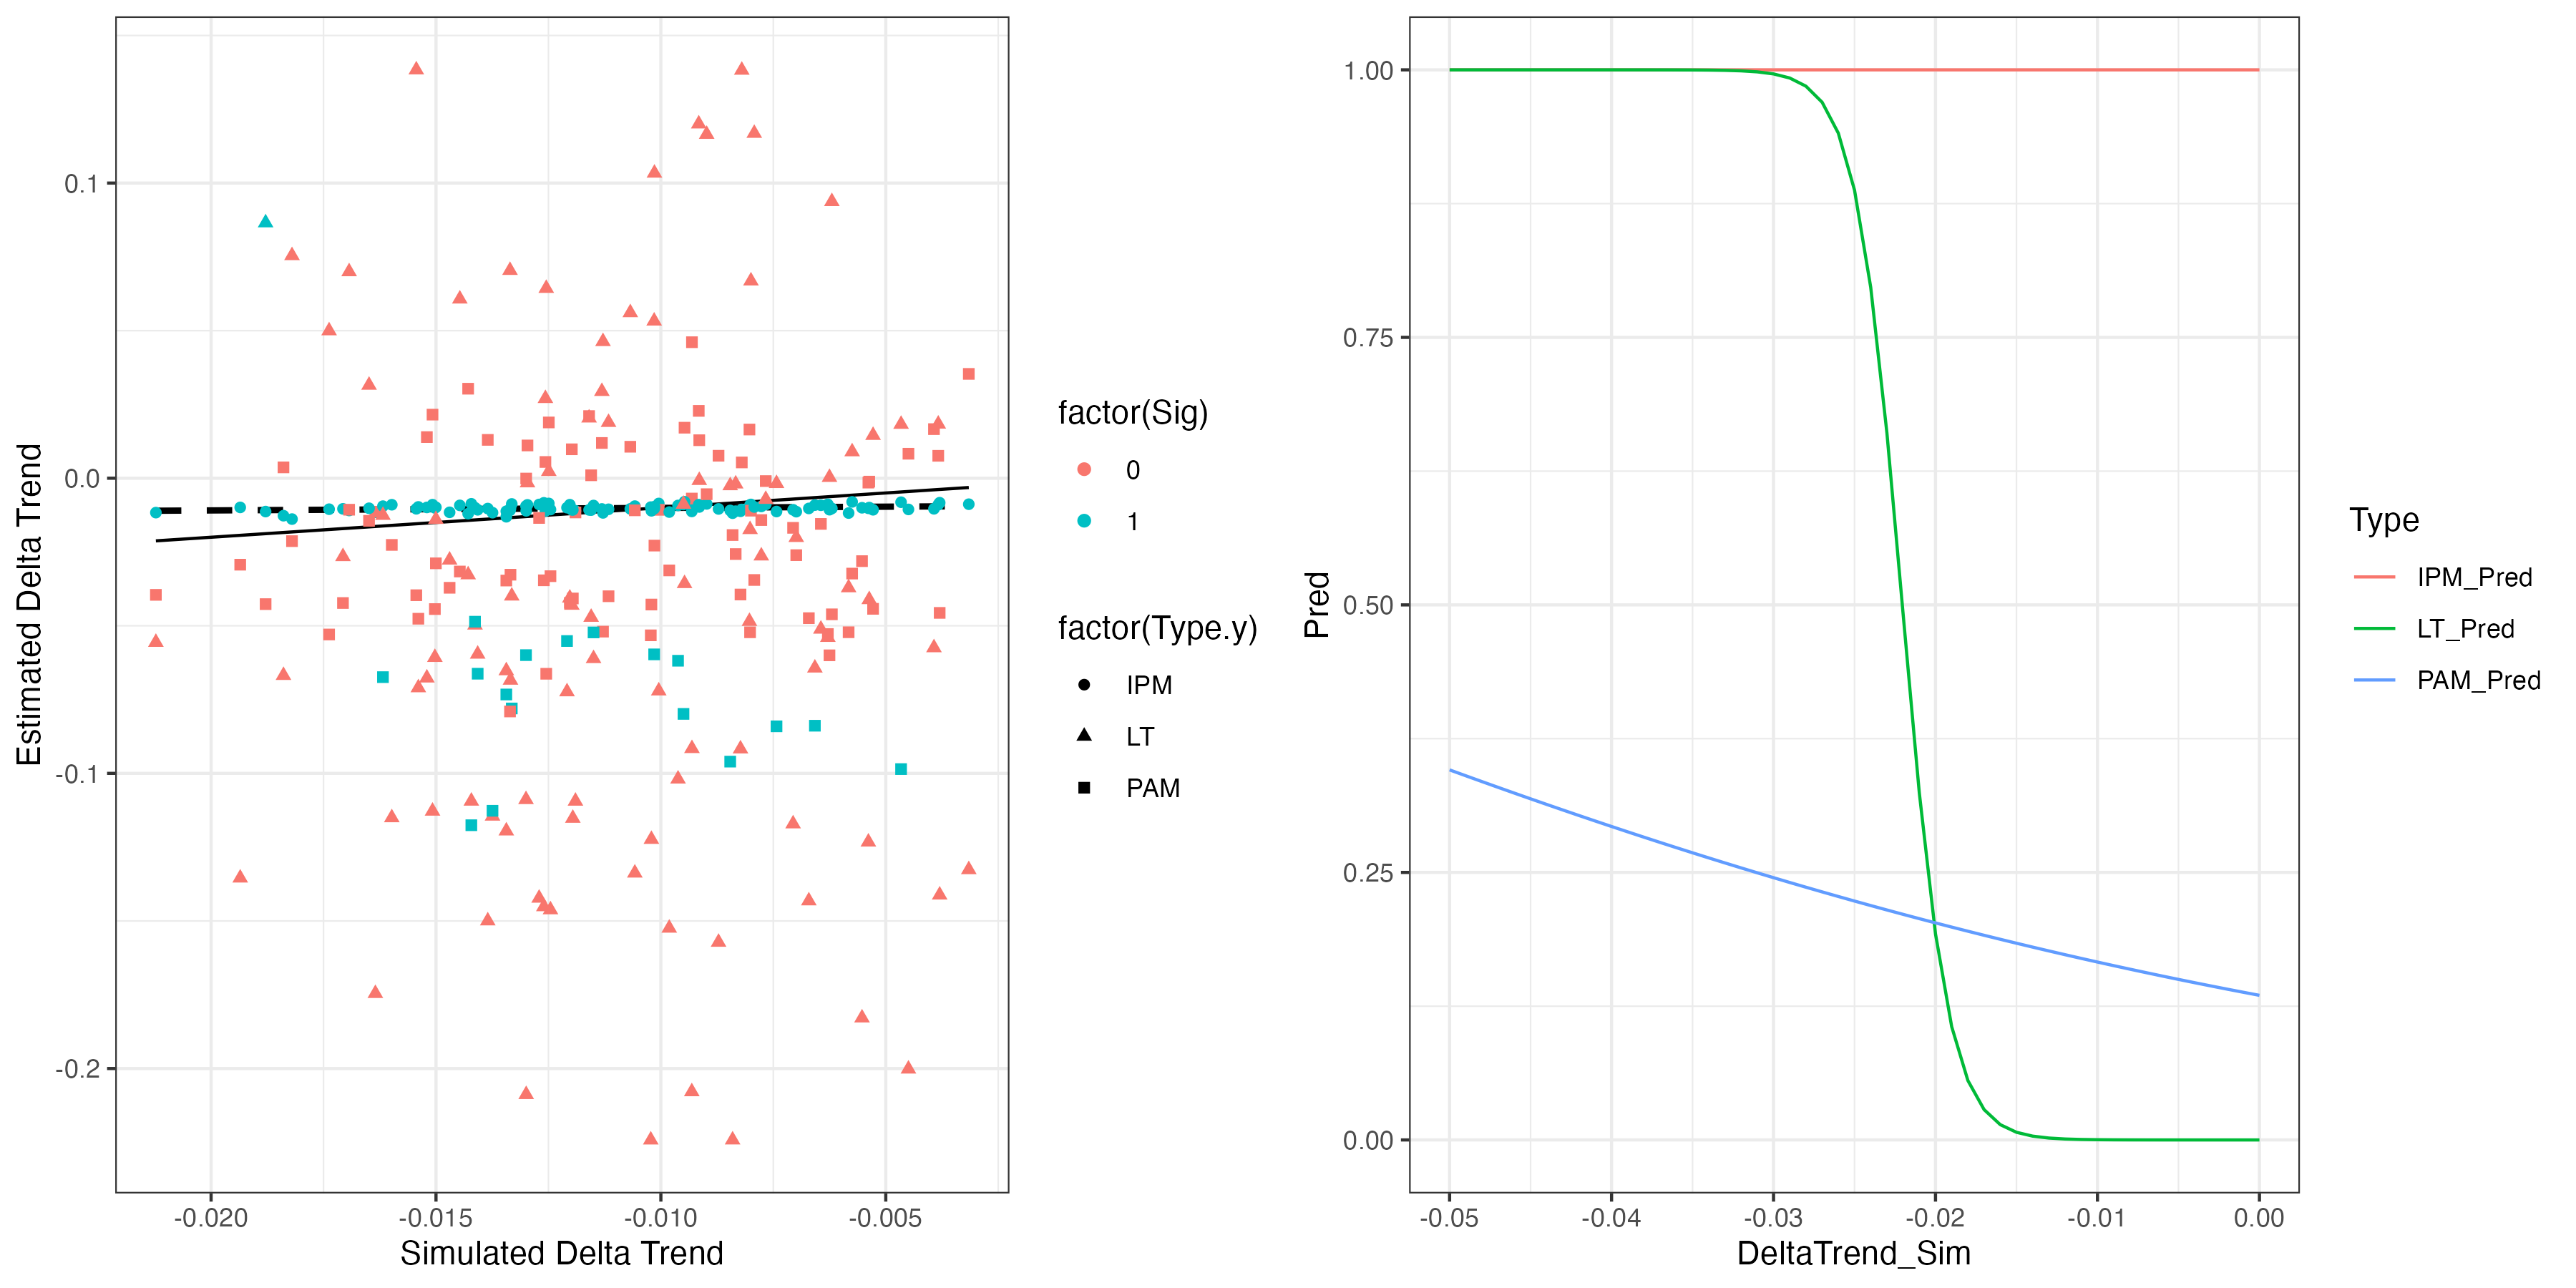 0.1
0.0
-0.1
-0.2
Estimated Delta Trend
-0.020 -0.015 -0.010 -0.005
Simulated Delta Trend
factor(Sig)
0
1
factor(Type.y)
IPM
LT
PAM
1.00
0.75
0.50
0.25
0.00
Pred
-0.05 -0.04 -0.03 -0.02 -0.01 0.00
DeltaTrend_Sim
Type
IPM_Pred
LT_Pred
PAM_Pred